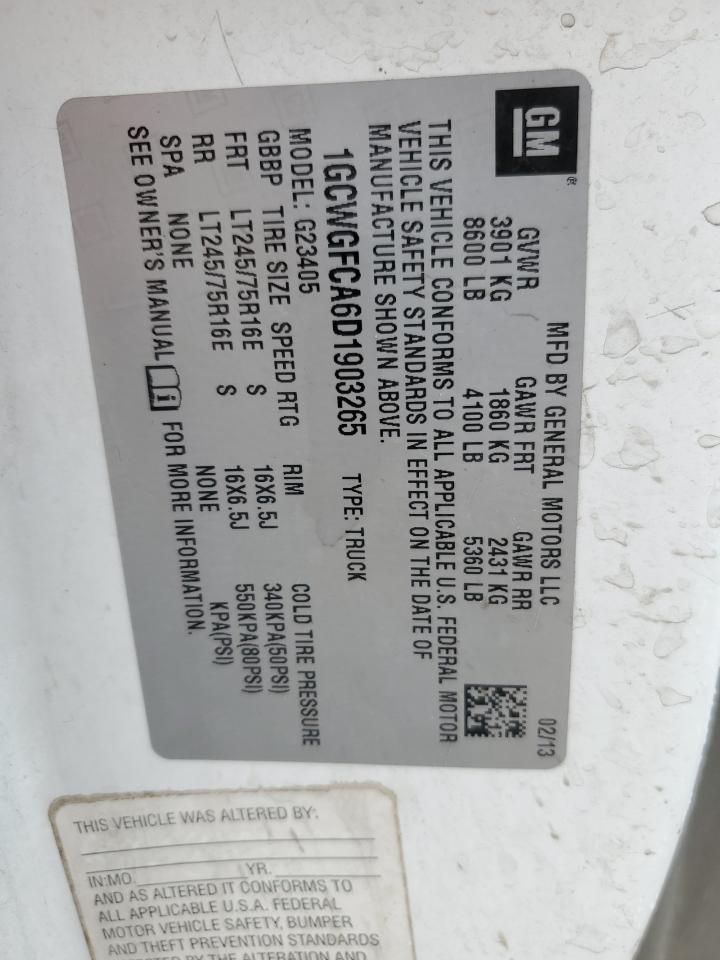 GM®
MFD BY GENERAL MOTORS LLC 02/13
GVWR GAWR FRT GAWR RR
3901 KG 1860 KG 2431 KG
8600 LB 4100 LB 5360 LB
THIS VEHICLE CONFORMS TO ALL APPLICABLE U.S. FEDERAL MOTOR
VEHICLE SAFETY STANDARDS IN EFFECT ON THE DATE OF
MANUFACTURE SHOWN ABOVE.
1GCWGFCA6D1903265 TYPE: TRUCK
MODEL: G23405
GBBP TIRE SIZE SPEED RTG RIM COLD TIRE PRESSURE
FRT LT245/75R16E S 16X6.5J 340KPA(50PSI)
RR LT245/75R16E S 16X6.5J 550KPA(80PSI)
SPA NONE NONE KPA(PSI)
SEE OWNER'S MANUAL i FOR MORE INFORMATION.
THIS VEHICLE WAS ALTERED BY:
IN:MO. YR.
AND AS ALTERED IT CONFORMS TO
ALL APPLICABLE U.S.A. FEDERAL
MOTOR VEHICLE SAFETY, BUMPER
AND THEFT PREVENTION STANDARDS
BY THE ALTERATION AND